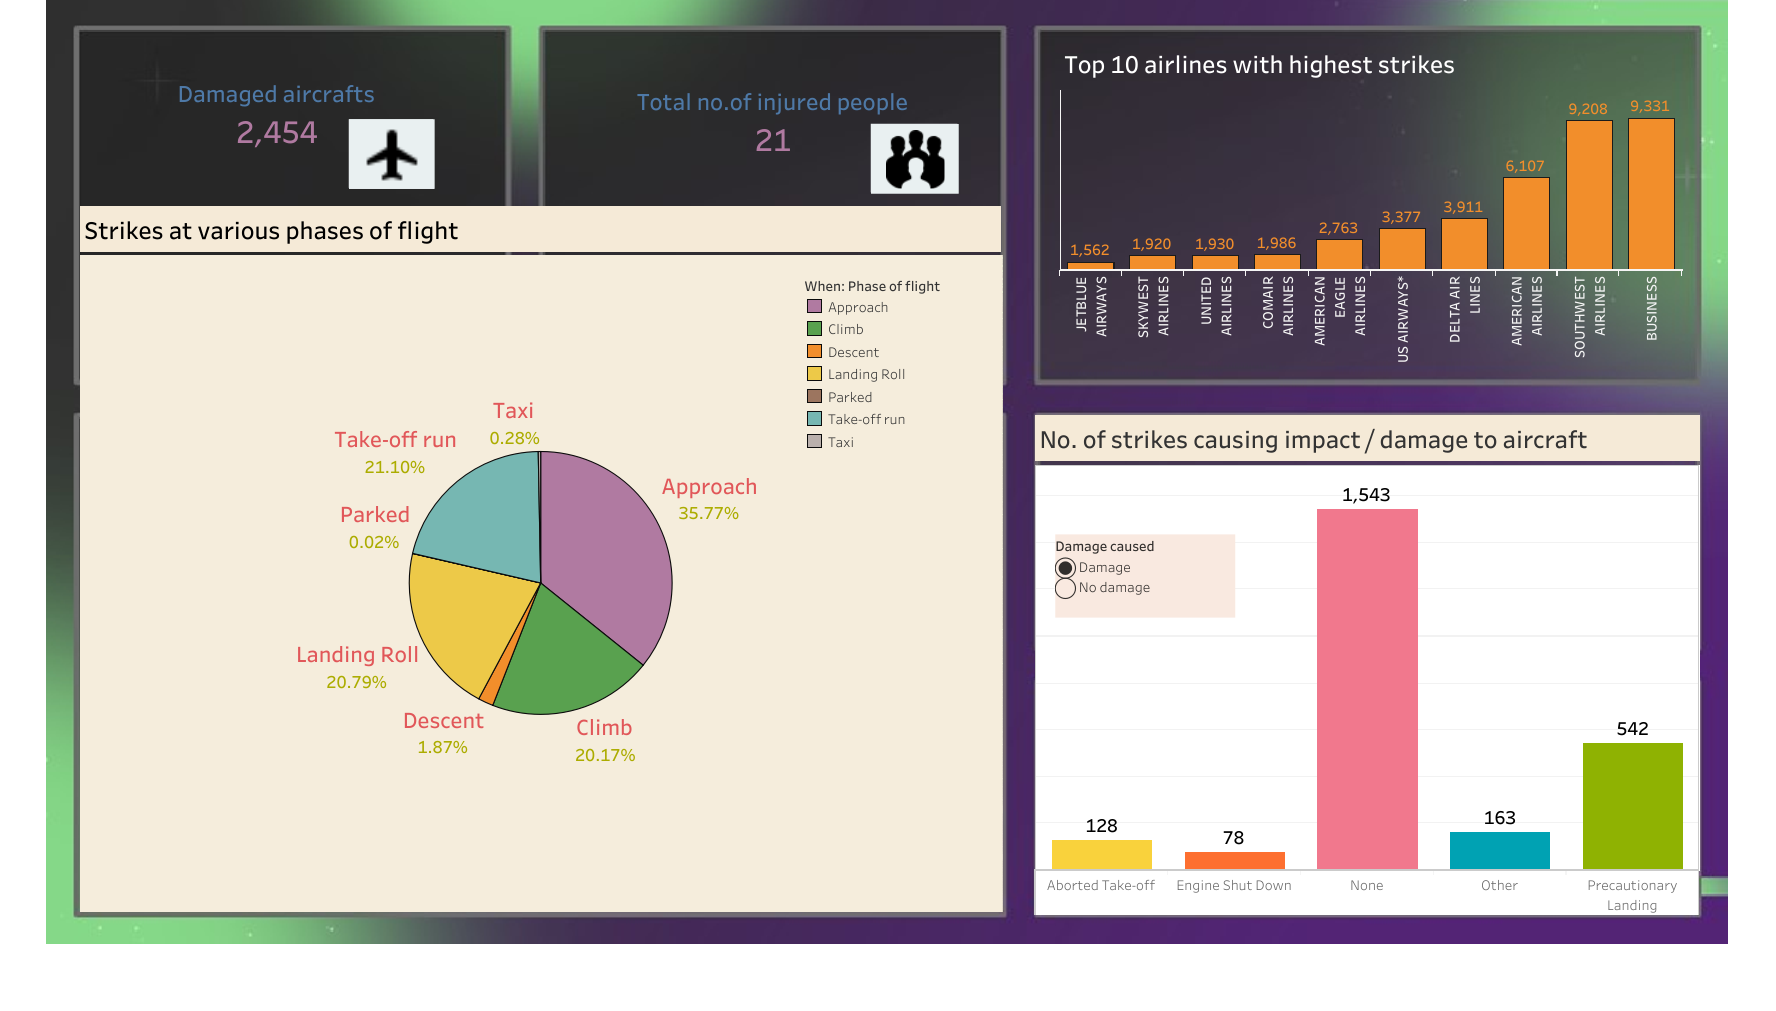 Damaged aircrafts
2,454
Total no.of injured people
21
Top 10 airlines with highest strikes
1,562
1,920
1,930
1,986
2,763
3,377
3,911
6,107
9,208
9,331
JETBLUE
AIRWAYS
SKYWEST
AIRLINES
UNITED
AIRLINES
COMAIR
AIRLINES
AMERICAN
EAGLE
AIRLINES
US AIRWAYS*
DELTA AIR
LINES
AMERICAN
AIRLINES
SOUTHWEST
AIRLINES
BUSINESS
Strikes at various phases of flight
When: Phase of flight
Approach
Climb
Descent
Landing Roll
Parked
Take-off run
Taxi
Taxi
0.28%
Take-off run
21.10%
Approach
35.77%
Parked
0.02%
Landing Roll
20.79%
Descent
1.87%
Climb
20.17%
No. of strikes causing impact / damage to aircraft
Damage caused
Damage
No damage
128
78
1,543
163
542
Aborted Take-off
Engine Shut Down
None
Other
Precautionary
Landing